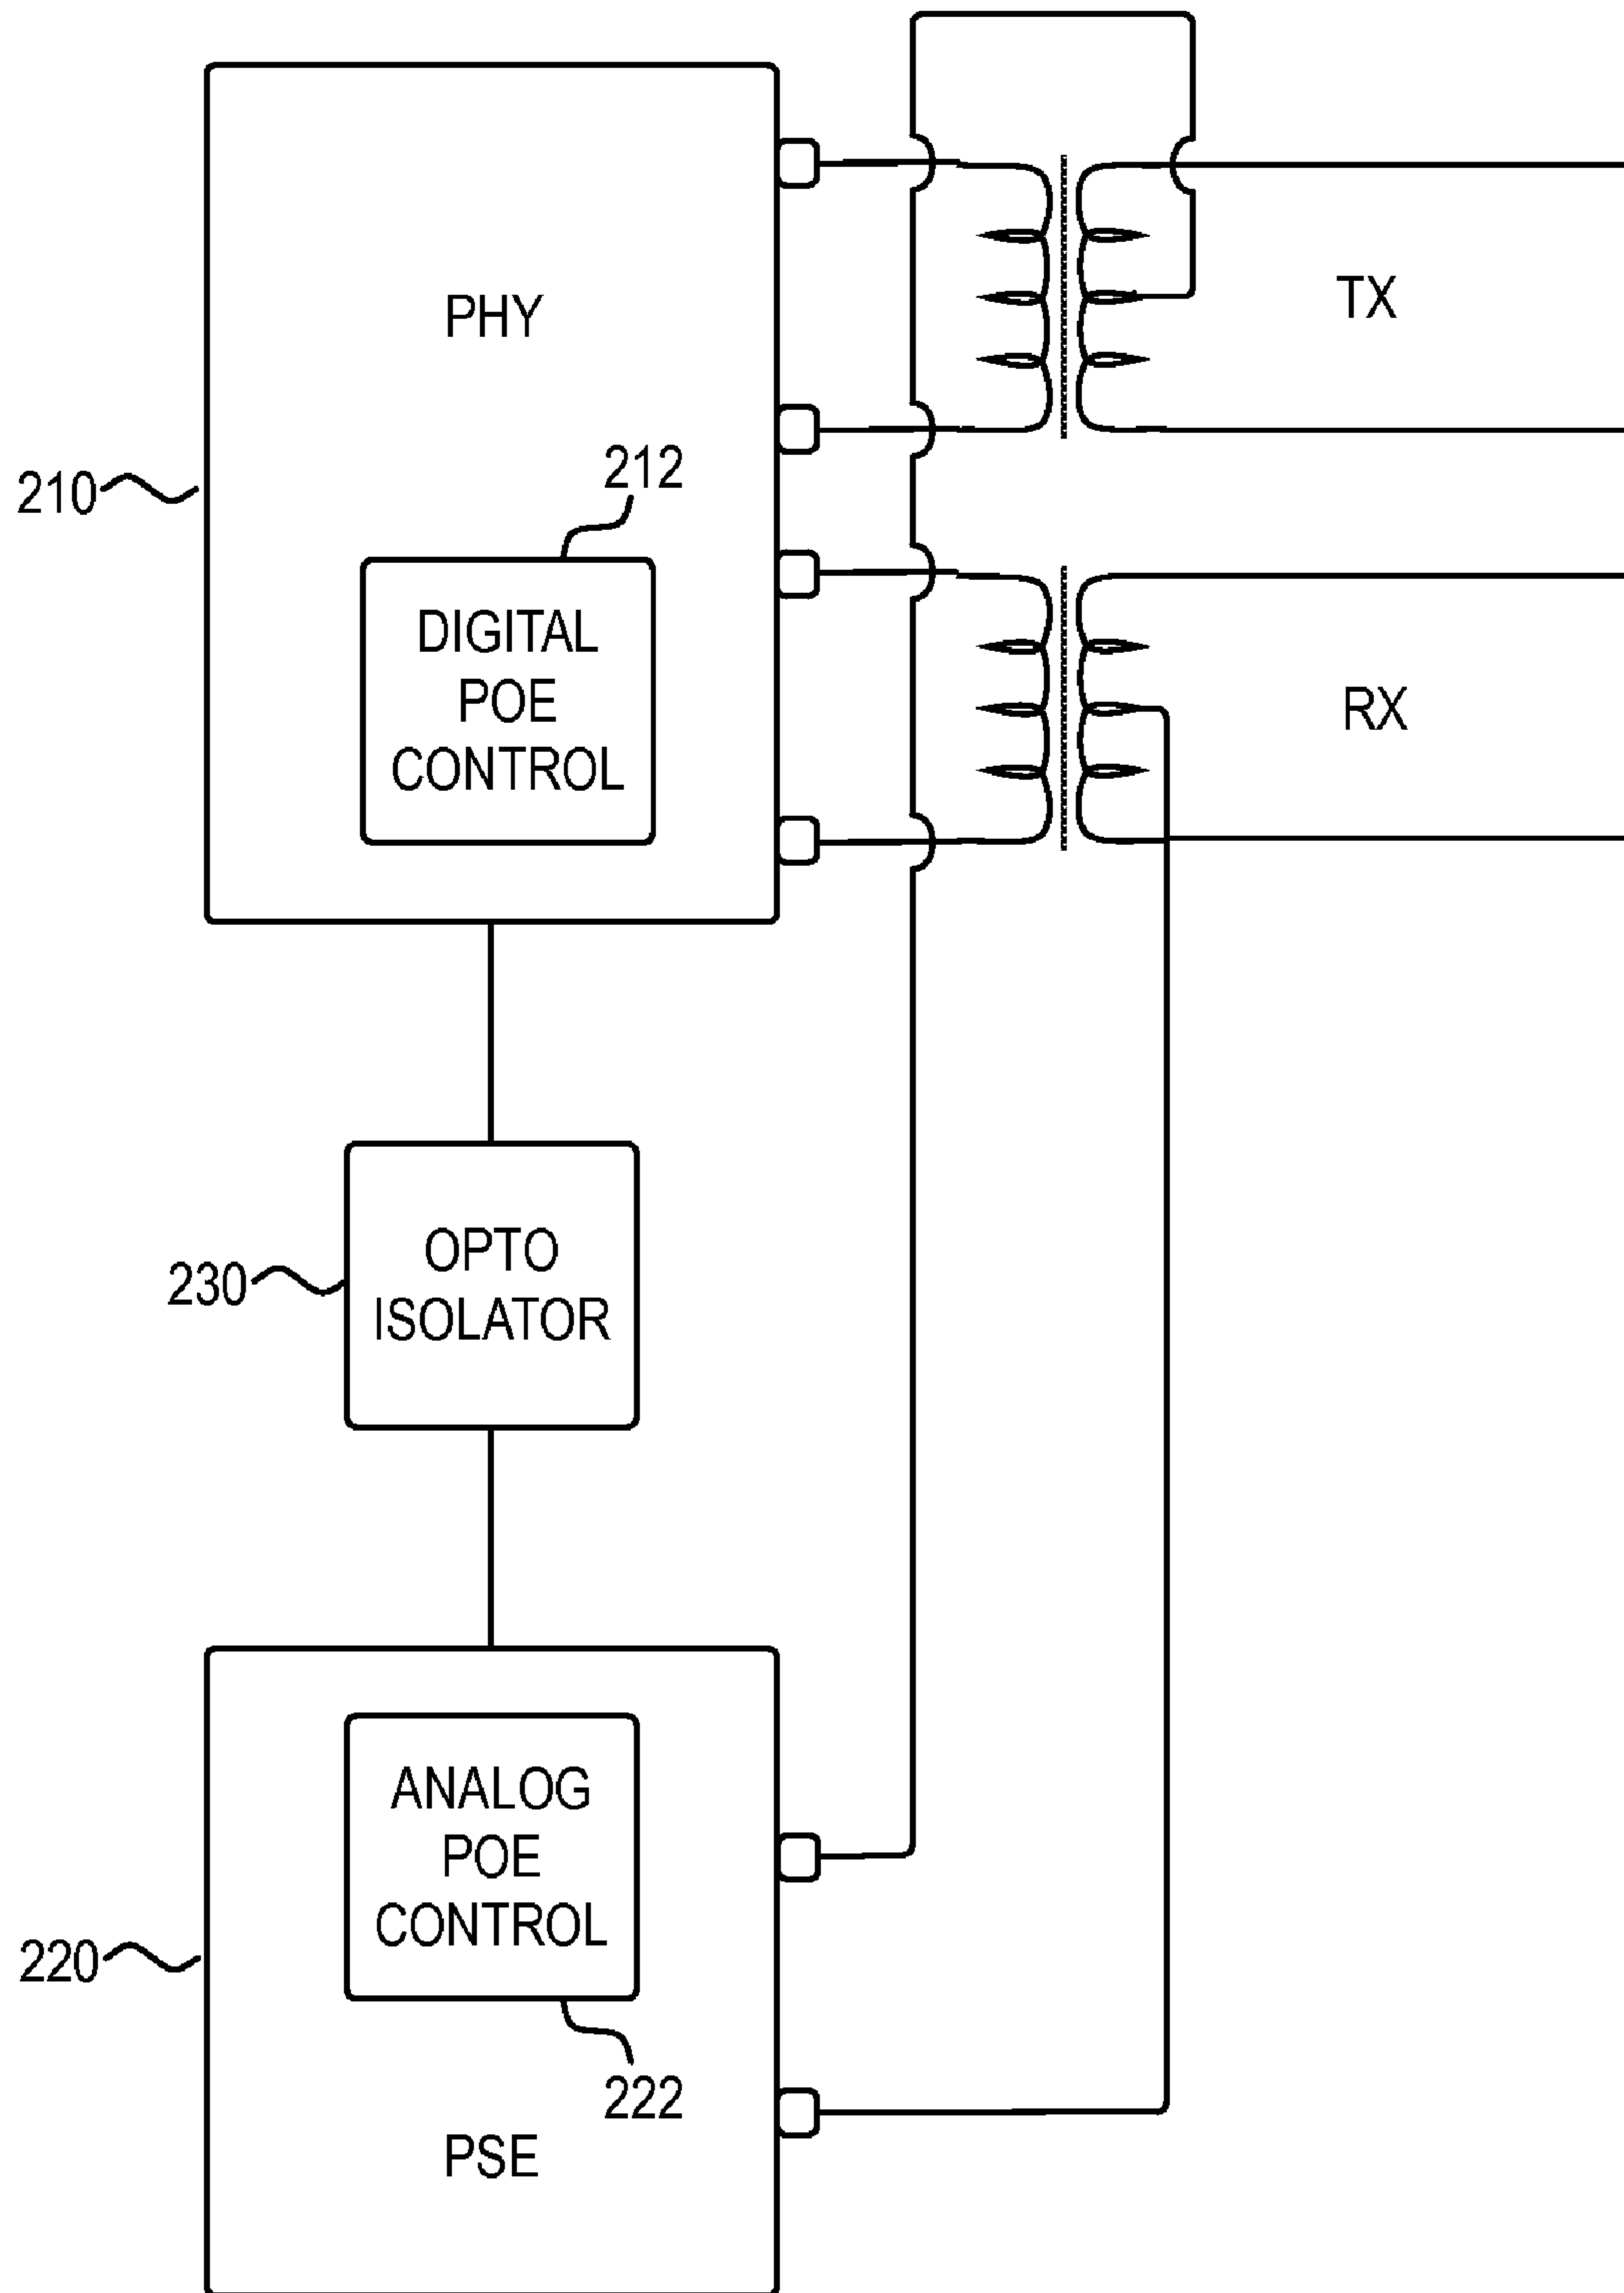 PHY
TX
212
210
DIGITAL
POE
CONTROL
RX
OPTO
230
ISOLATOR
ANALOG
POE
CONTROL
220
222
PSE